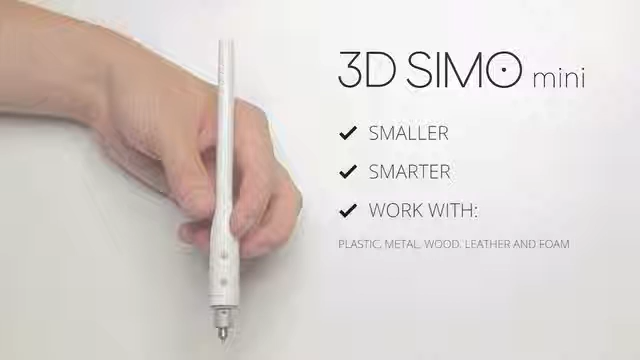 3D SIMO mini
SMALLER
SMARTER
WORK WITH:
PLASTIC, METAL, WOOD, LEATHER AND FOAM